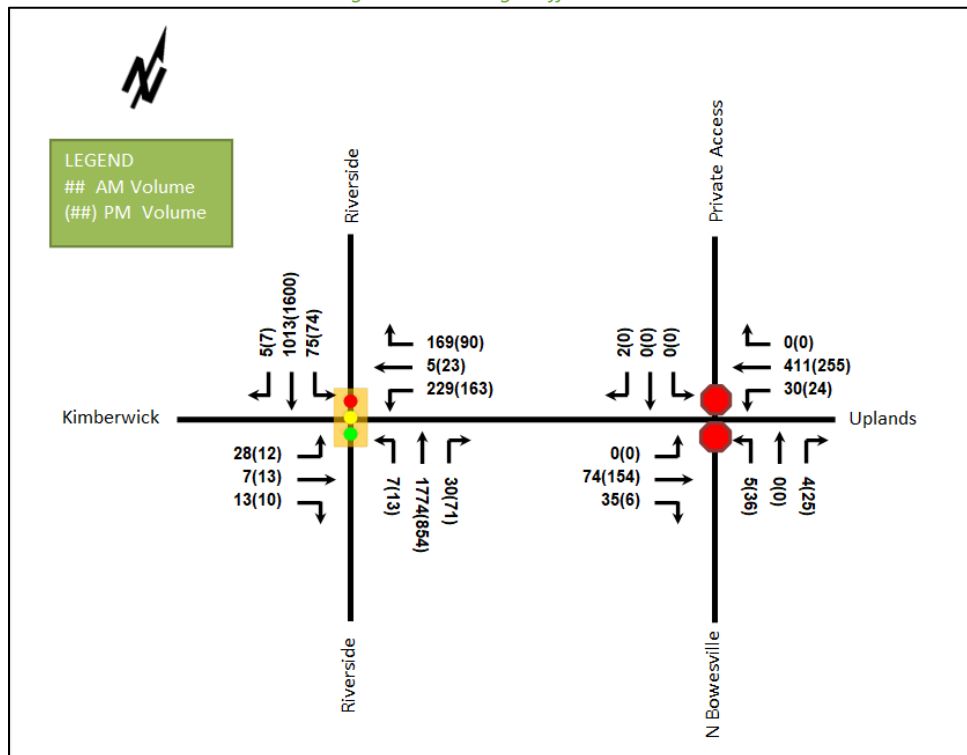 N
LEGEND
## AM Volume
(##) PM Volume
Riverside
Private Access
5(7)
1013(1600)
75(74)
169(90)
5(23)
229(163)
2(0)
0(0)
0(0)
0(0)
411(255)
30(24)
Kimberwick
Uplands
28(12)
7(13)
13(10)
7(13)
1774(854)
30(71)
0(0)
74(154)
35(6)
5(36)
0(0)
4(25)
Riverside
N Bowesville